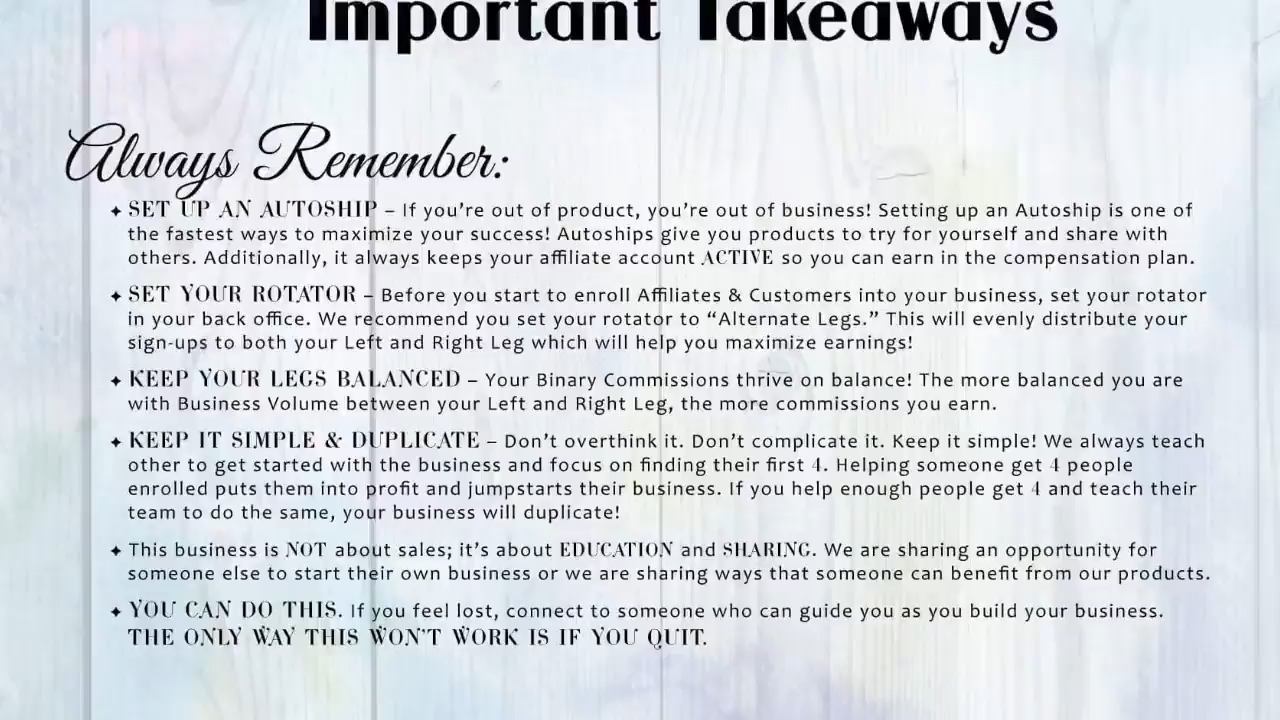 Important Takeaways
Always Remember:
✦ SET UP AN AUTOSHIP – If you’re out of product, you’re out of business! Setting up an Autoship is one of
the fastest ways to maximize your success! Autoships give you products to try for yourself and share with
others. Additionally, it always keeps your affiliate account ACTIVE so you can earn in the compensation plan.
✦ SET YOUR ROTATOR – Before you start to enroll Affiliates & Customers into your business, set your rotator
in your back office. We recommend you set your rotator to “Alternate Legs.” This will evenly distribute your
sign-ups to both your Left and Right Leg which will help you maximize earnings!
✦ KEEP YOUR LEGS BALANCED – Your Binary Commissions thrive on balance! The more balanced you are
with Business Volume between your Left and Right Leg, the more commissions you earn.
✦ KEEP IT SIMPLE & DUPLICATE – Don’t overthink it. Don’t complicate it. Keep it simple! We always teach
other to get started with the business and focus on finding their first 4. Helping someone get 4 people
enrolled puts them into profit and jumpstarts their business. If you help enough people get 4 and teach their
team to do the same, your business will duplicate!
✦ This business is NOT about sales; it’s about EDUCATION and SHARING. We are sharing an opportunity for
someone else to start their own business or we are sharing ways that someone can benefit from our products.
✦ YOU CAN DO THIS. If you feel lost, connect to someone who can guide you as you build your business.
THE ONLY WAY THIS WON’T WORK IS IF YOU QUIT.